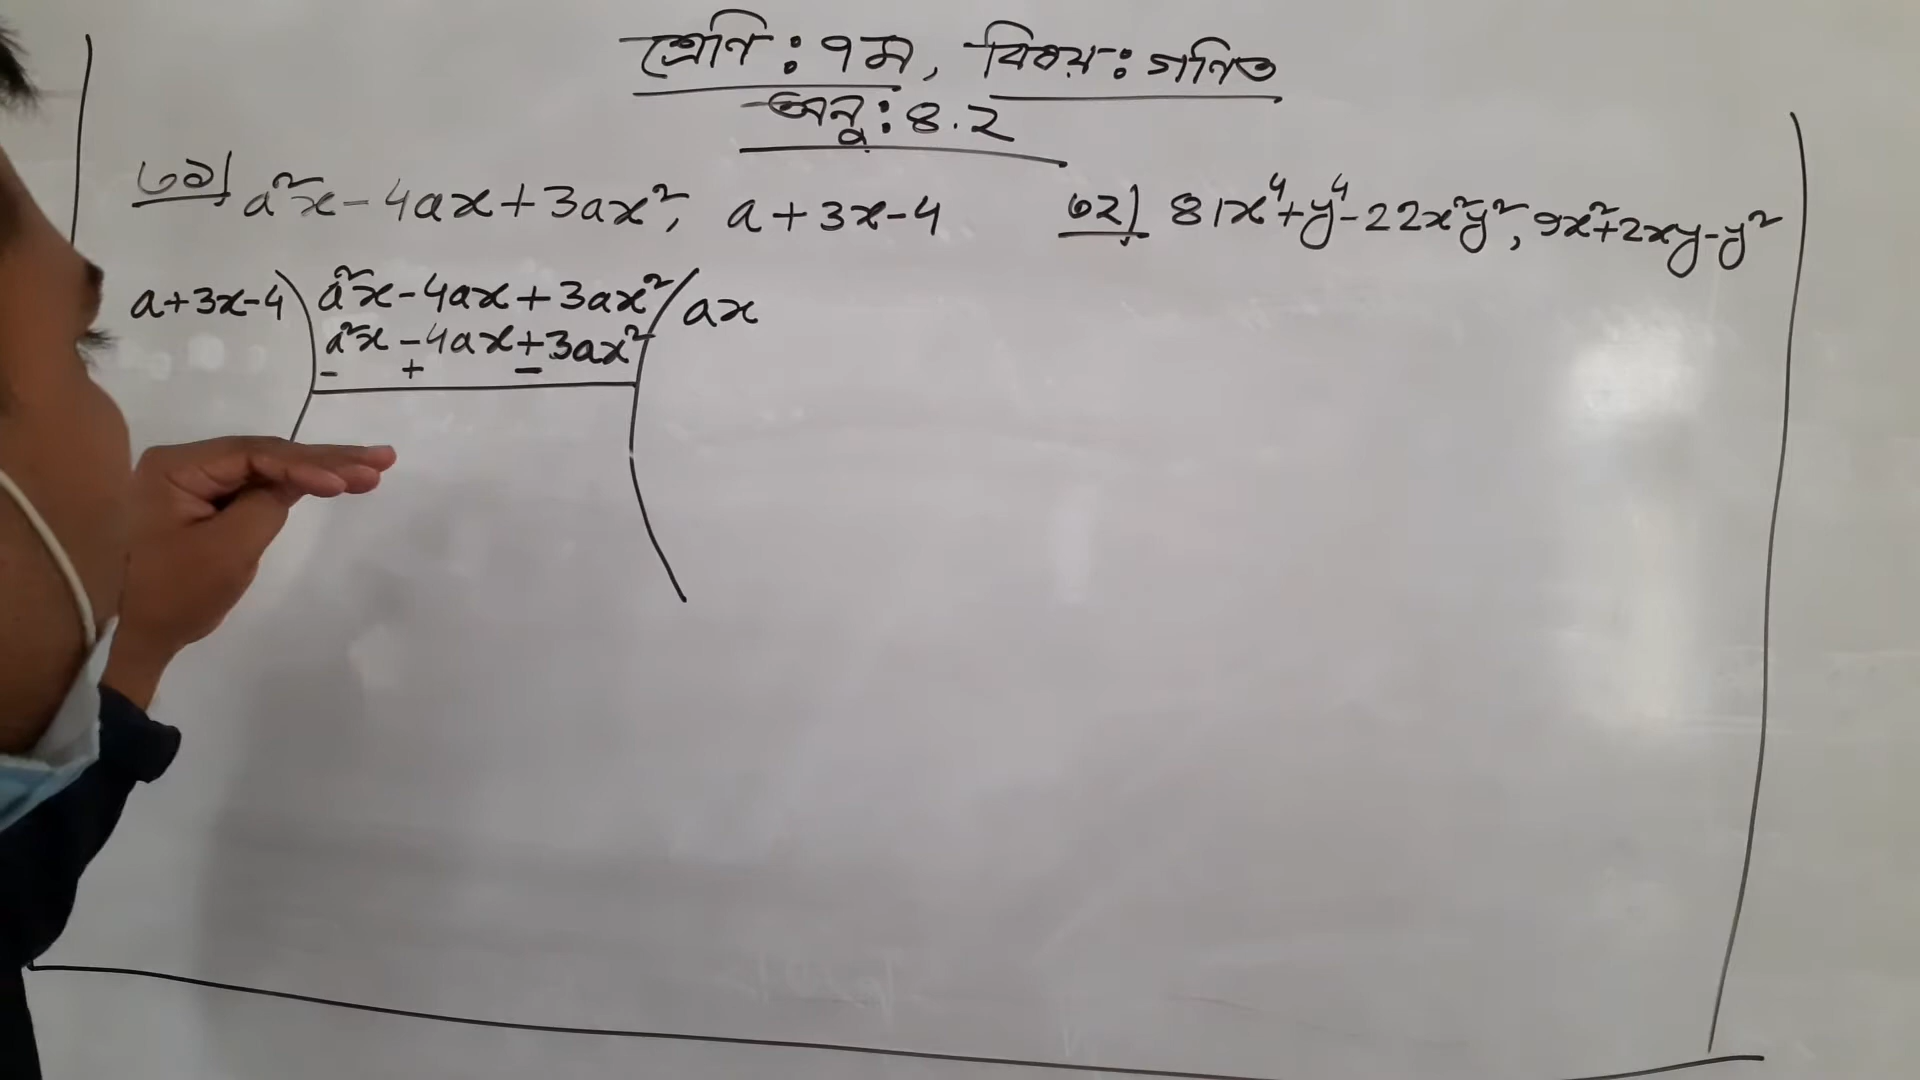 শ্রেণি : ৭ম, বিষয় : গণিত
অনু : ৪.২
৩১) a²x - 4ax + 3ax², a + 3x - 4
a+3x-4) a²x - 4ax + 3ax² / ax
a²x - 4ax + 3ax²
- + -
৩২) 81x⁴ + y⁴ - 22x²y², 9x² + 2xy - y²